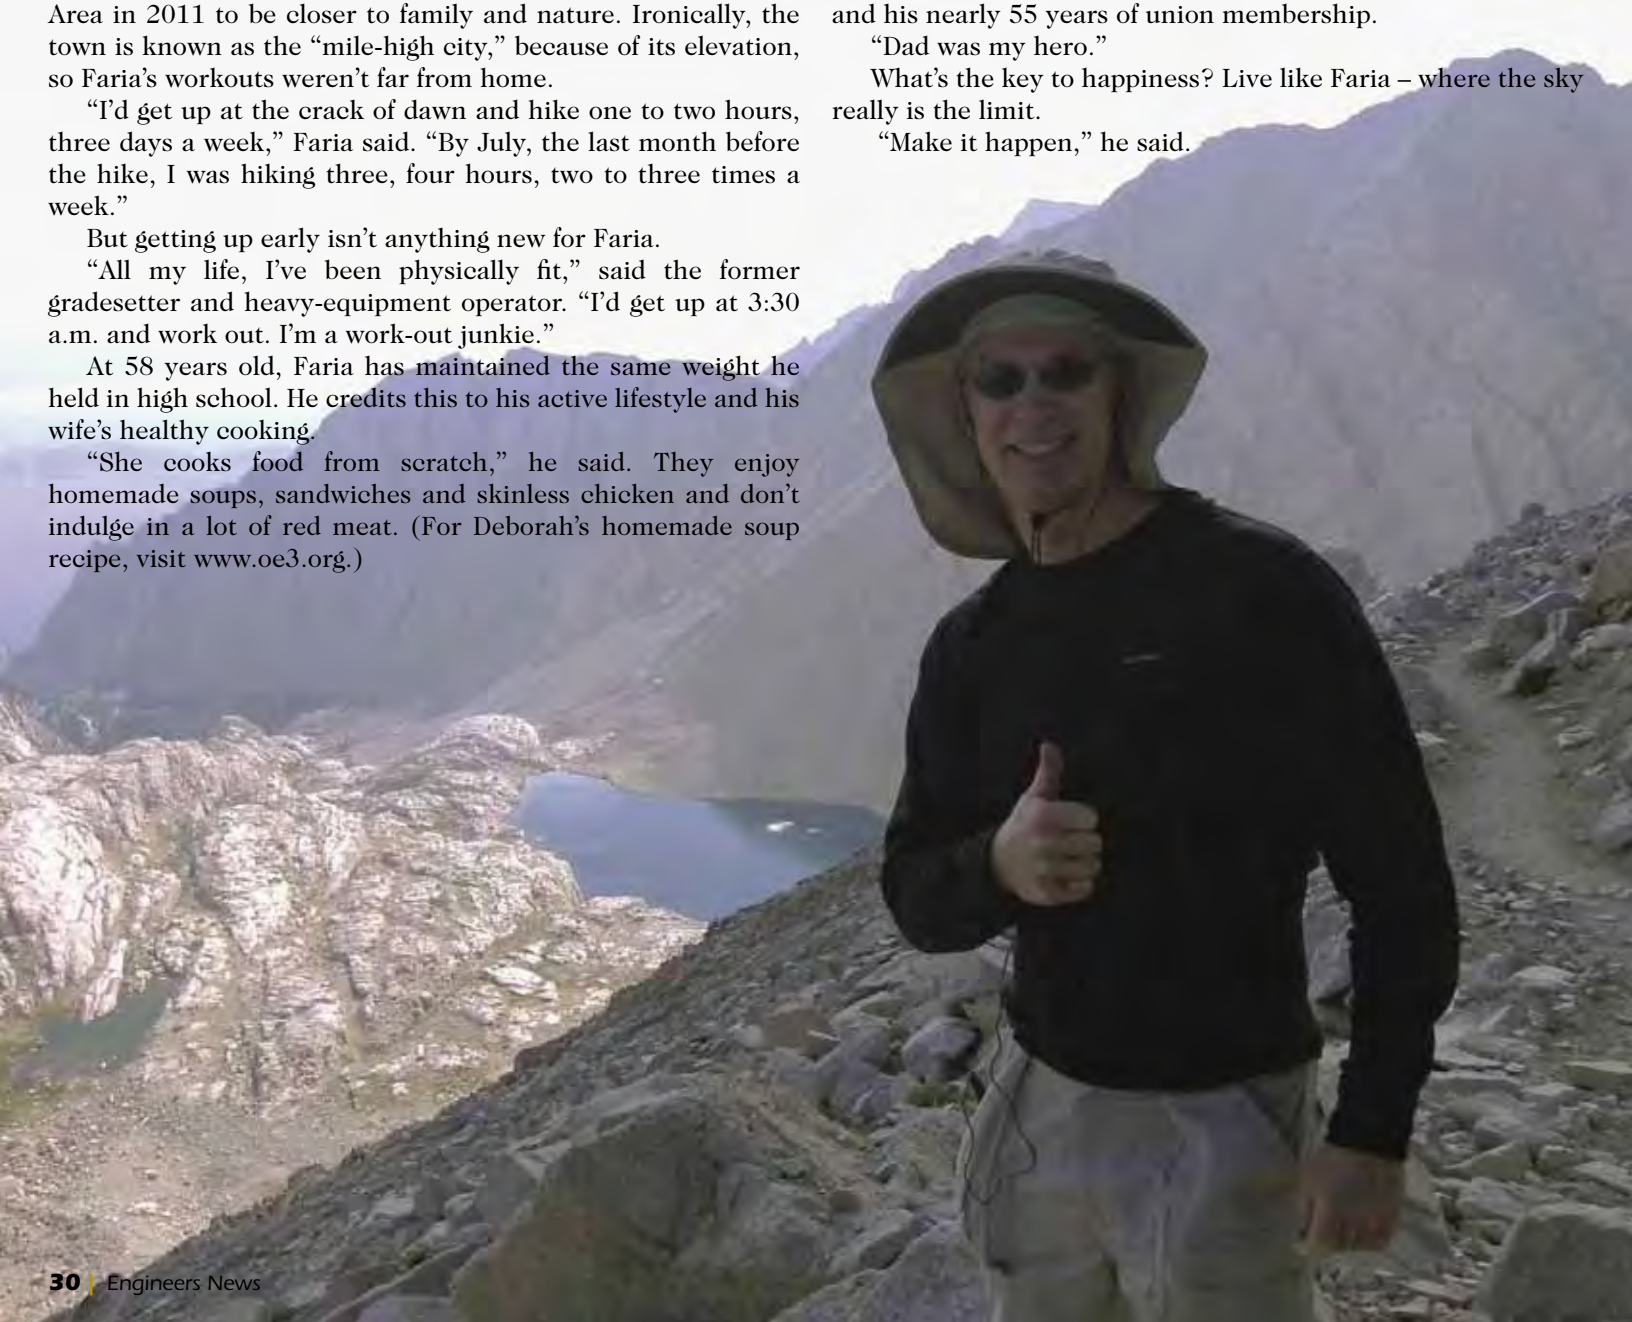 Area in 2011 to be closer to family and nature. Ironically, the
town is known as the “mile-high city,” because of its elevation,
so Faria’s workouts weren’t far from home.
“I’d get up at the crack of dawn and hike one to two hours,
three days a week,” Faria said. “By July, the last month before
the hike, I was hiking three, four hours, two to three times a
week.”
But getting up early isn’t anything new for Faria.
“All my life, I’ve been physically fit,” said the former
gradesetter and heavy-equipment operator. “I’d get up at 3:30
a.m. and work out. I’m a work-out junkie.”
At 58 years old, Faria has maintained the same weight he
held in high school. He credits this to his active lifestyle and his
wife’s healthy cooking.
“She cooks food from scratch,” he said. They enjoy
homemade soups, sandwiches and skinless chicken and don’t
indulge in a lot of red meat. (For Deborah’s homemade soup
recipe, visit www.oe3.org.)
and his nearly 55 years of union membership.
“Dad was my hero.”
What’s the key to happiness? Live like Faria – where the sky
really is the limit.
“Make it happen,” he said.
30 | Engineers News